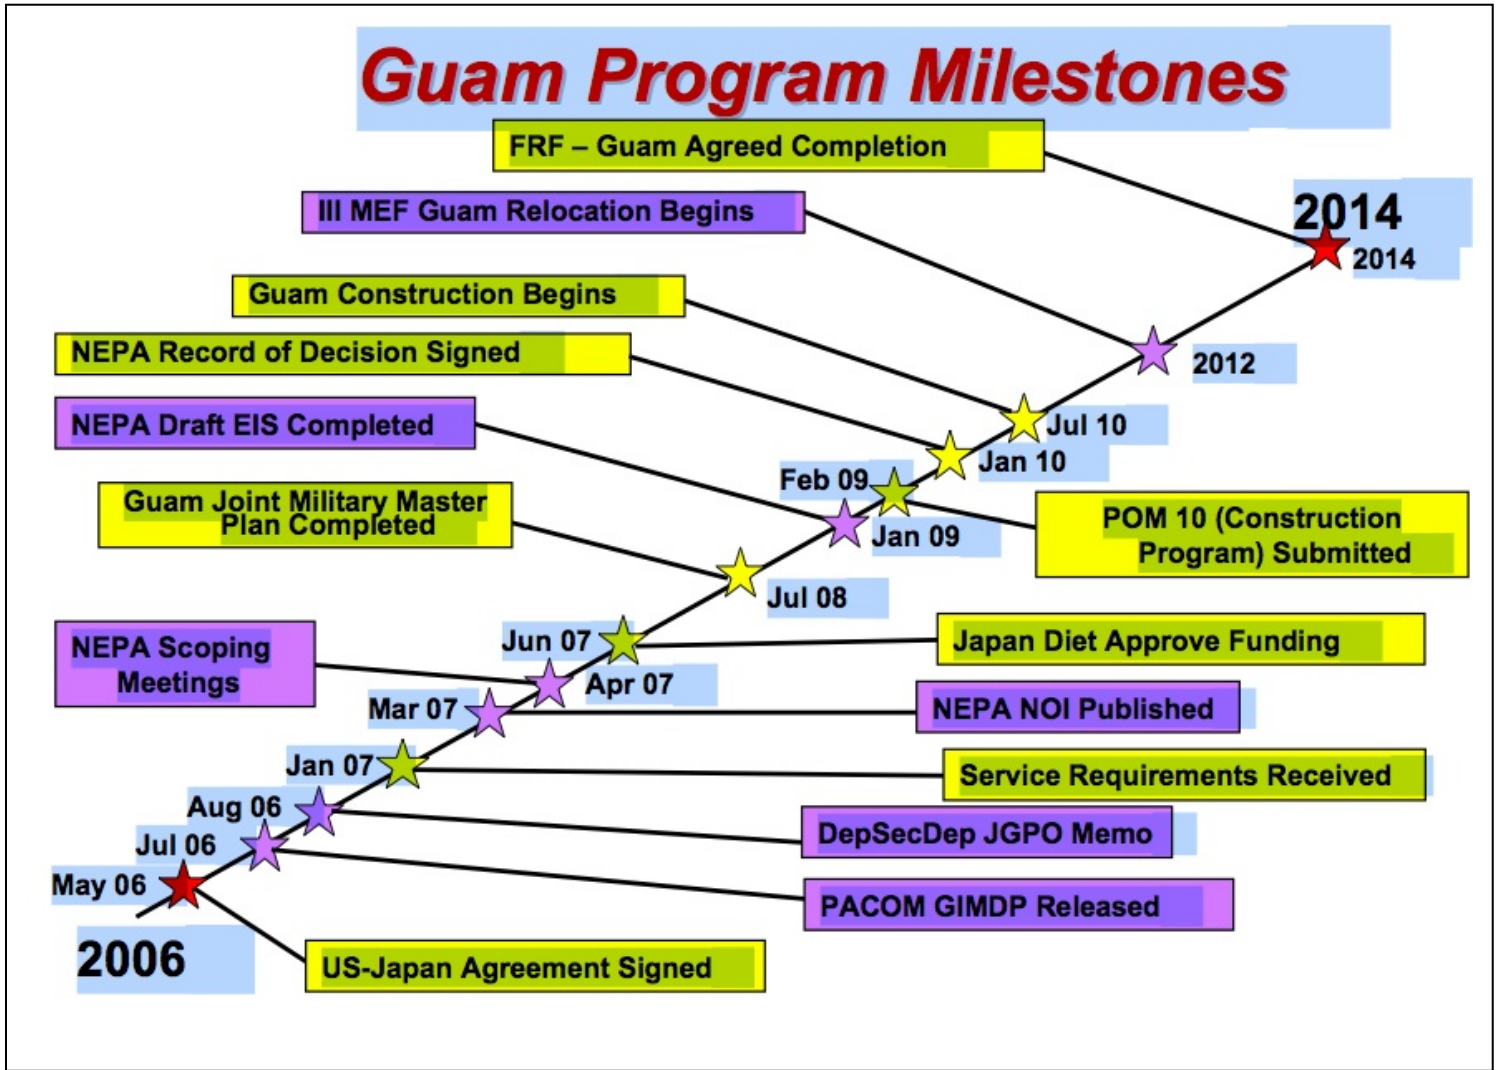 Guam Program Milestones
FRF – Guam Agreed Completion
2014
III MEF Guam Relocation Begins
2014
Guam Construction Begins
NEPA Record of Decision Signed
2012
NEPA Draft EIS Completed
Jul 10
Jan 10
Feb 09
Guam Joint Military Master
Plan Completed
POM 10 (Construction
Program) Submitted
Jan 09
Jul 08
NEPA Scoping
Meetings
Jun 07
Japan Diet Approve Funding
Apr 07
Mar 07
NEPA NOI Published
Jan 07
Service Requirements Received
Aug 06
DepSecDep JGPO Memo
Jul 06
May 06
PACOM GIMDP Released
2006
US-Japan Agreement Signed